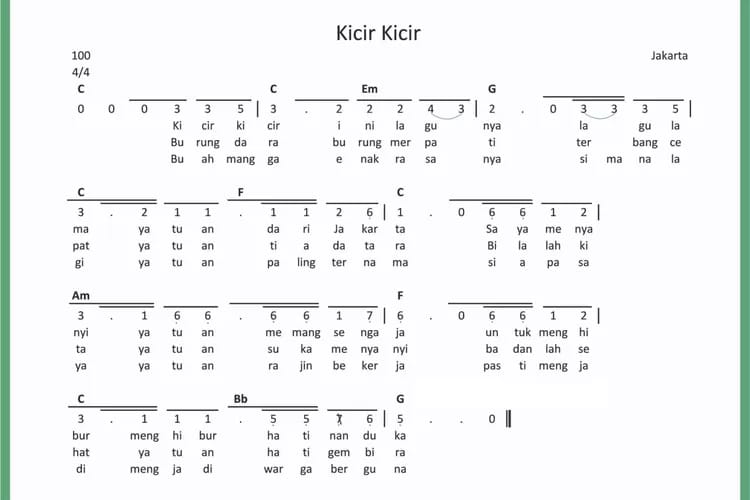 Kicir Kicir
100 Jakarta
4/4
C C Em G
0 0 0 3 3 5 | 3 . 2 2 2 4 3 | 2 . 0 3 3 3 5 |
Ki cir ki cir i ni la gu nya la gu la
Bu rung da ra bu rung mer pa ti ter bang ce
Bu ah mang ga e nak ra sa nya si ma na la
C F C
3 . 2 1 1 . 1 1 2 6̣ | 1 . 0 6̣ 6̣ 1 2 |
ma ya tu an da ri Ja kar ta Sa ya me nya
pat ya tu an ti a da ta ra Bi la lah ki
gi ya tu an pa ling ter na ma si a pa sa
Am F
3 . 1 6̣ 6̣ . 6̣ 6̣ 1 7̣ | 6̣ . 0 6̣ 6̣ 1 2 |
nyi ya tu an me mang se nga ja un tuk meng hi
ta ya tu an su ka me nya nyi ba dan lah se
ya ya tu an ra jin be ker ja pas ti meng ja
C Bb G
3 . 1 1 1 . 5̣ 5̣ 7̣ 6̣ | 5̣ . . 0 ||
bur meng hi bur ha ti nan du ka
hat ya tu an ha ti gem bi ra
di meng ja di war ga ber gu na